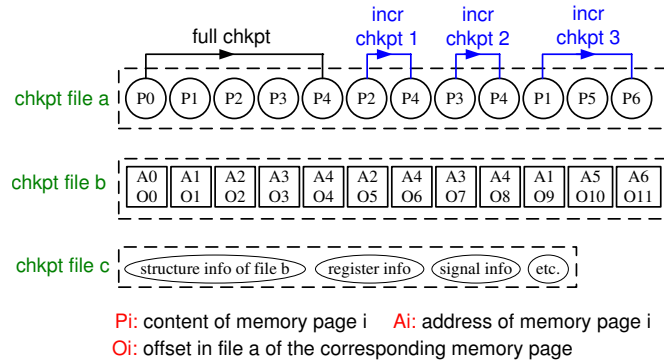 full chkpt
incr
chkpt 1
incr
chkpt 2
incr
chkpt 3
chkpt file a
P0 P1 P2 P3 P4 P2 P4 P3 P4 P1 P5 P6
chkpt file b
A0 A1 A2 A3 A4 A2 A4 A3 A4 A1 A5 A6
O0 O1 O2 O3 O4 O5 O6 O7 O8 O9 O10 O11
chkpt file c
structure info of file b register info signal info etc.
Pi: content of memory page i Ai: address of memory page i
Oi: offset in file a of the corresponding memory page